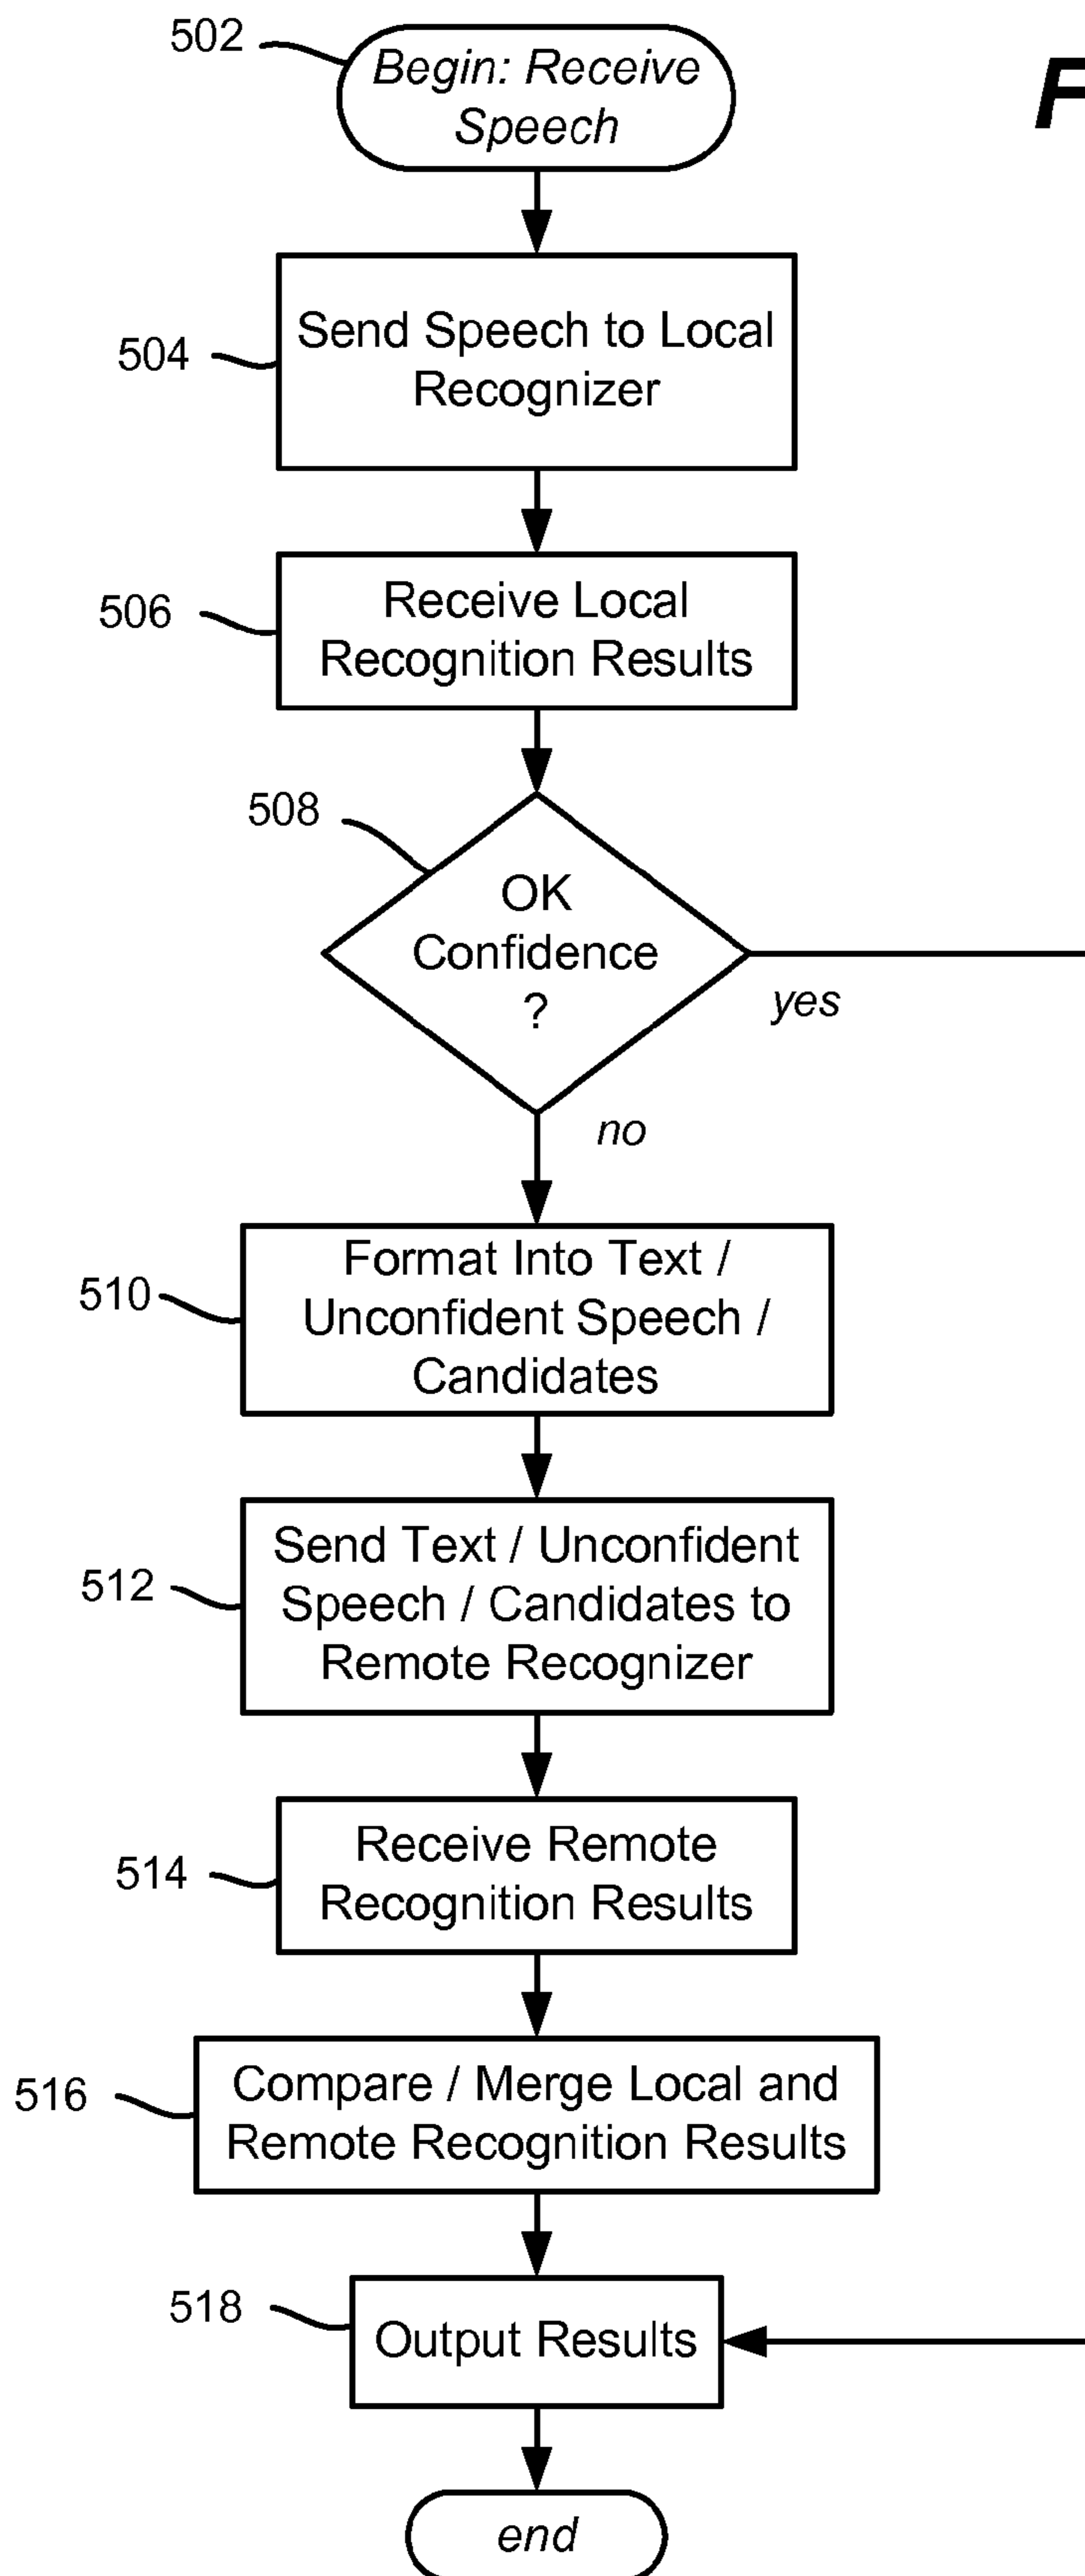 502
Begin: Receive
Speech
F
504
Send Speech to Local
Recognizer
506
Receive Local
Recognition Results
508
OK
Confidence
?
yes
no
510
Format Into Text /
Unconfident Speech /
Candidates
512
Send Text / Unconfident
Speech / Candidates to
Remote Recognizer
514
Receive Remote
Recognition Results
516
Compare / Merge Local and
Remote Recognition Results
518
Output Results
end